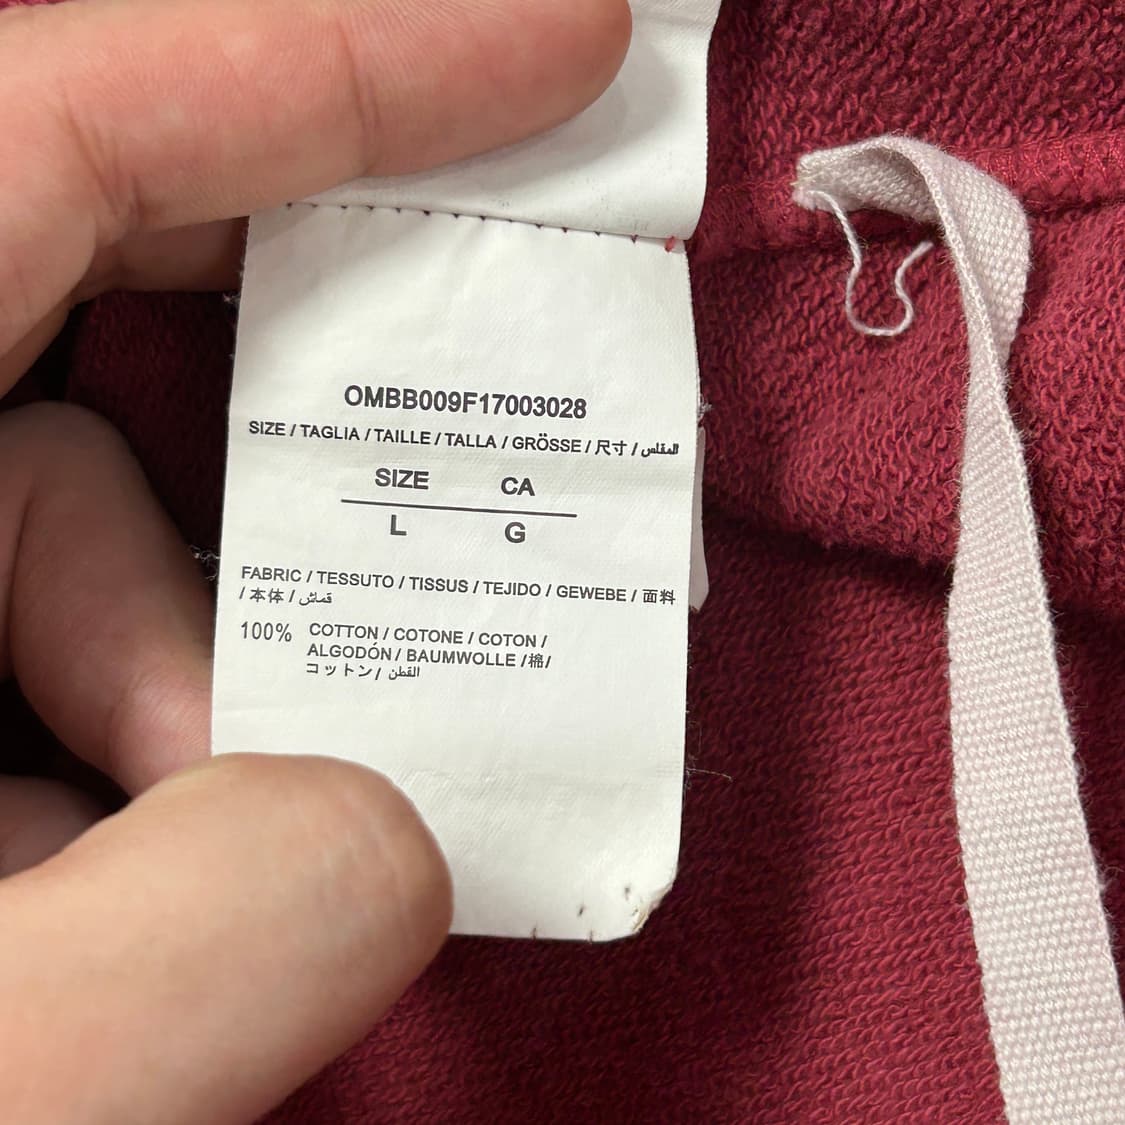 OMBB009F17003028
SIZE / TAGLIA / TAILLE / TALLA / GRÖSSE / 尺寸 / المقاس
SIZE CA
L G
FABRIC / TESSUTO / TISSUS / TEJIDO / GEWEBE / 面料
/ 本体 / قماش
100% COTTON / COTONE / COTON /
ALGODÓN / BAUMWOLLE /棉/
コットン/ القطن